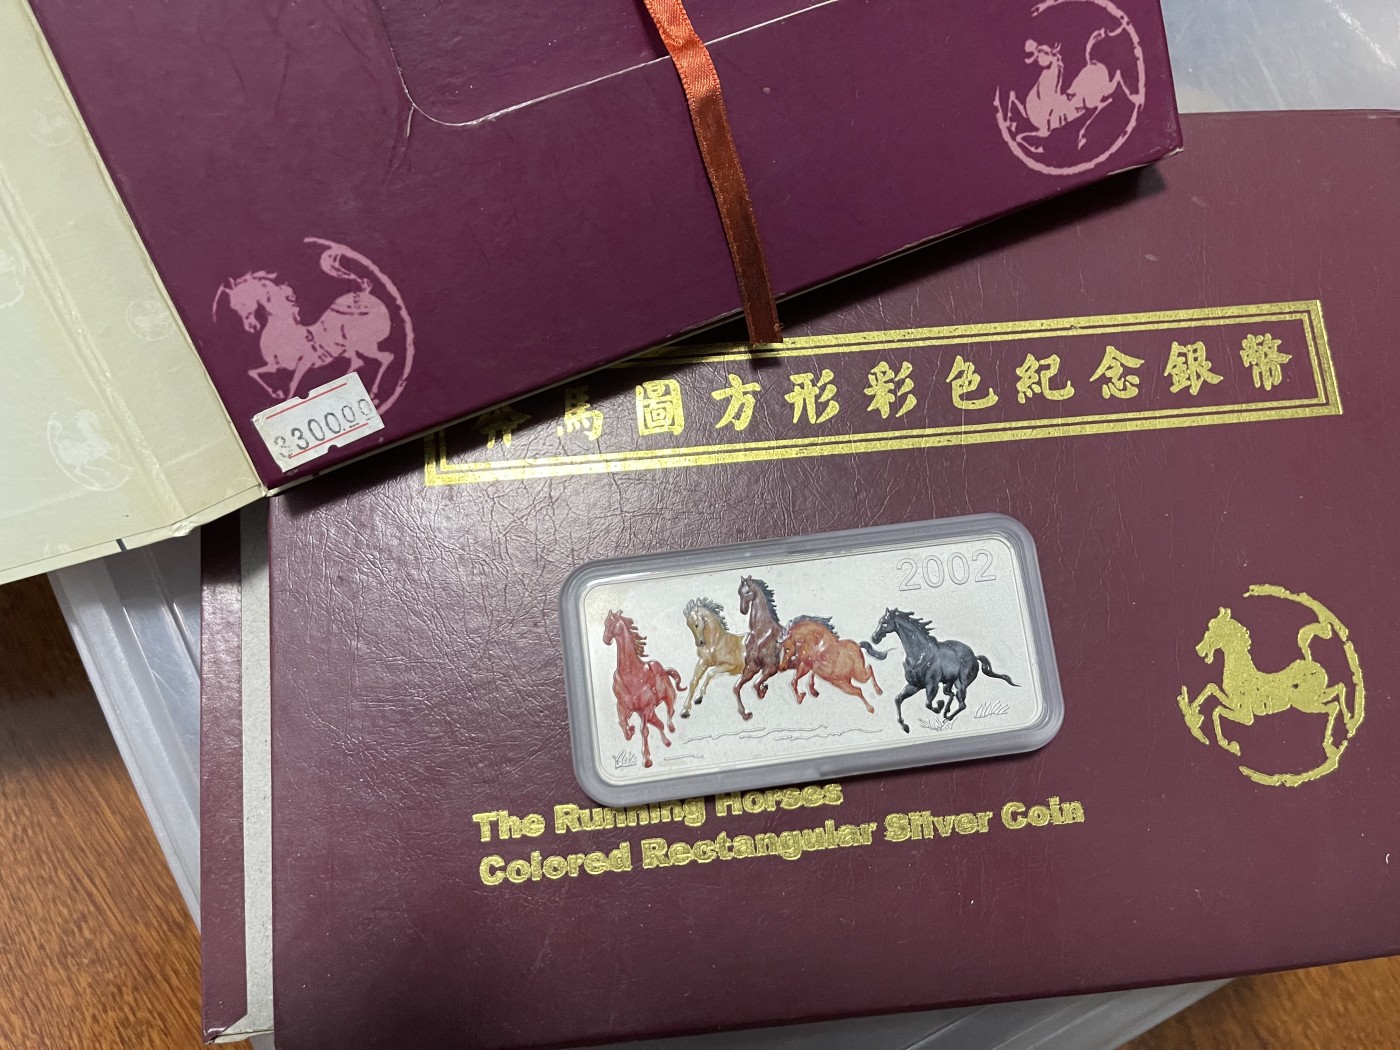 3300.00
奔馬圖方形彩色紀念銀幣
2002
The Running Horses
Colored Rectangular Silver Coin